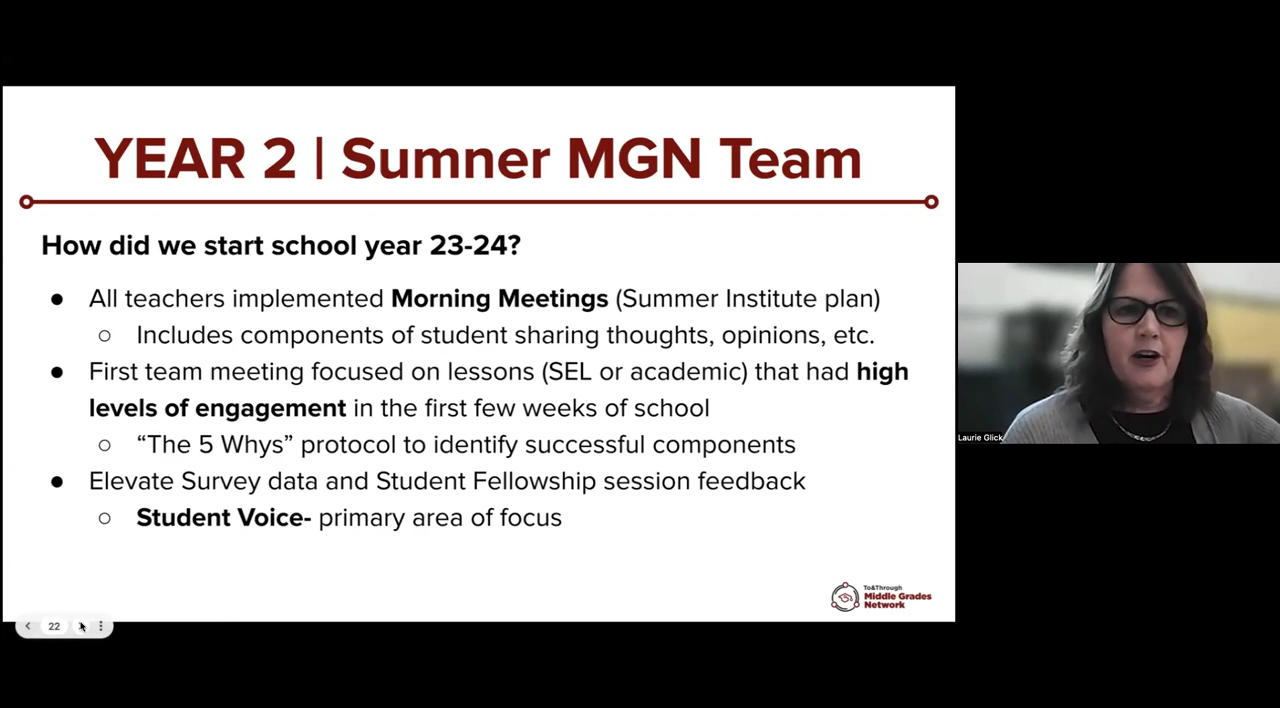 YEAR 2 | Sumner MGN Team
How did we start school year 23-24?
● All teachers implemented Morning Meetings (Summer Institute plan)
○ Includes components of student sharing thoughts, opinions, etc.
● First team meeting focused on lessons (SEL or academic) that had high
levels of engagement in the first few weeks of school
○ “The 5 Whys” protocol to identify successful components
● Elevate Survey data and Student Fellowship session feedback
○ Student Voice- primary area of focus
To&Through
Middle Grades
Network
22
Laurie Glick